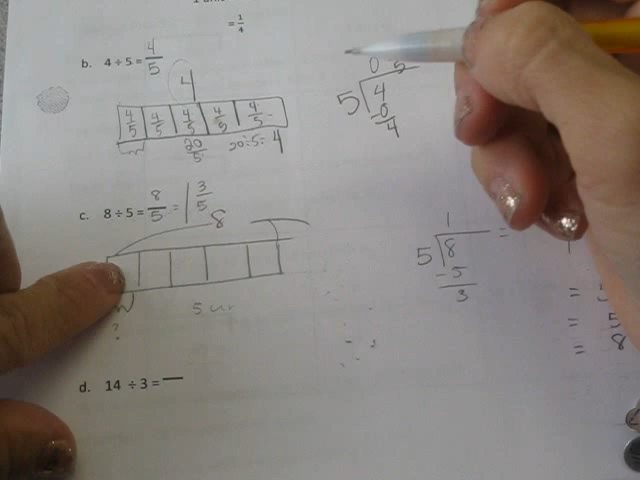 = 1/4
b. 4 ÷ 5 = 4/5
4
4/5 4/5 4/5 4/5 4/5
20/5 20÷5=4
0
5 4
-0
4
c. 8 ÷ 5 = 8/5 = 1 3/5
8
?
1
5 8 =
-5
3
= 5
= 8
d. 14 ÷ 3 =